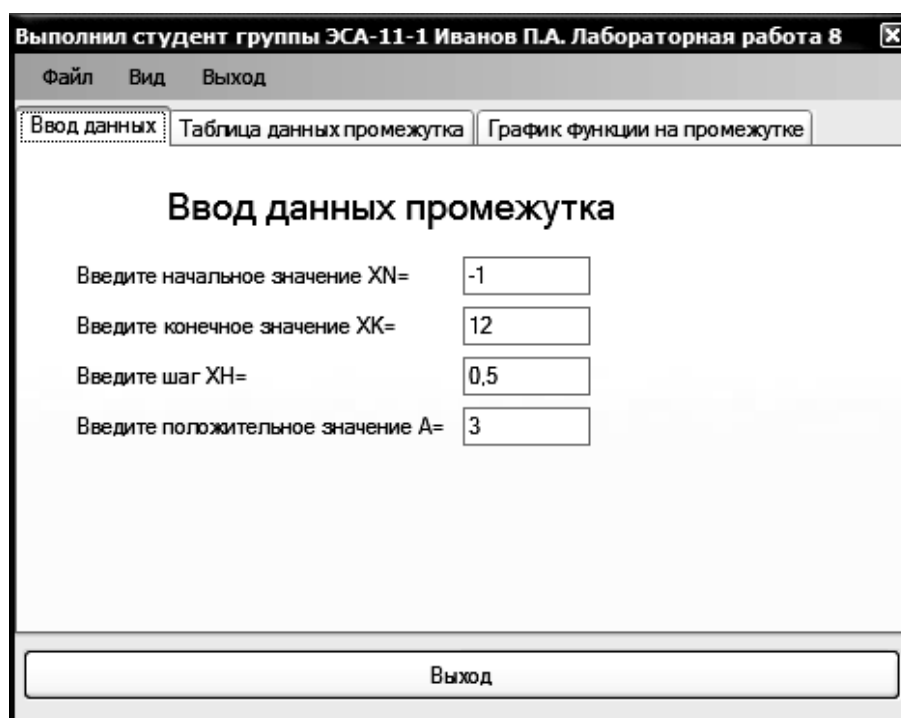 Выполнил студент группы ЭСА-11-1 Иванов П.А. Лабораторная работа 8
Файл Вид Выход
Ввод данных Таблица данных промежутка График функции на промежутке
Ввод данных промежутка
Введите начальное значение XN= -1
Введите конечное значение XK= 12
Введите шаг XH= 0,5
Введите положительное значение A= 3
Выход